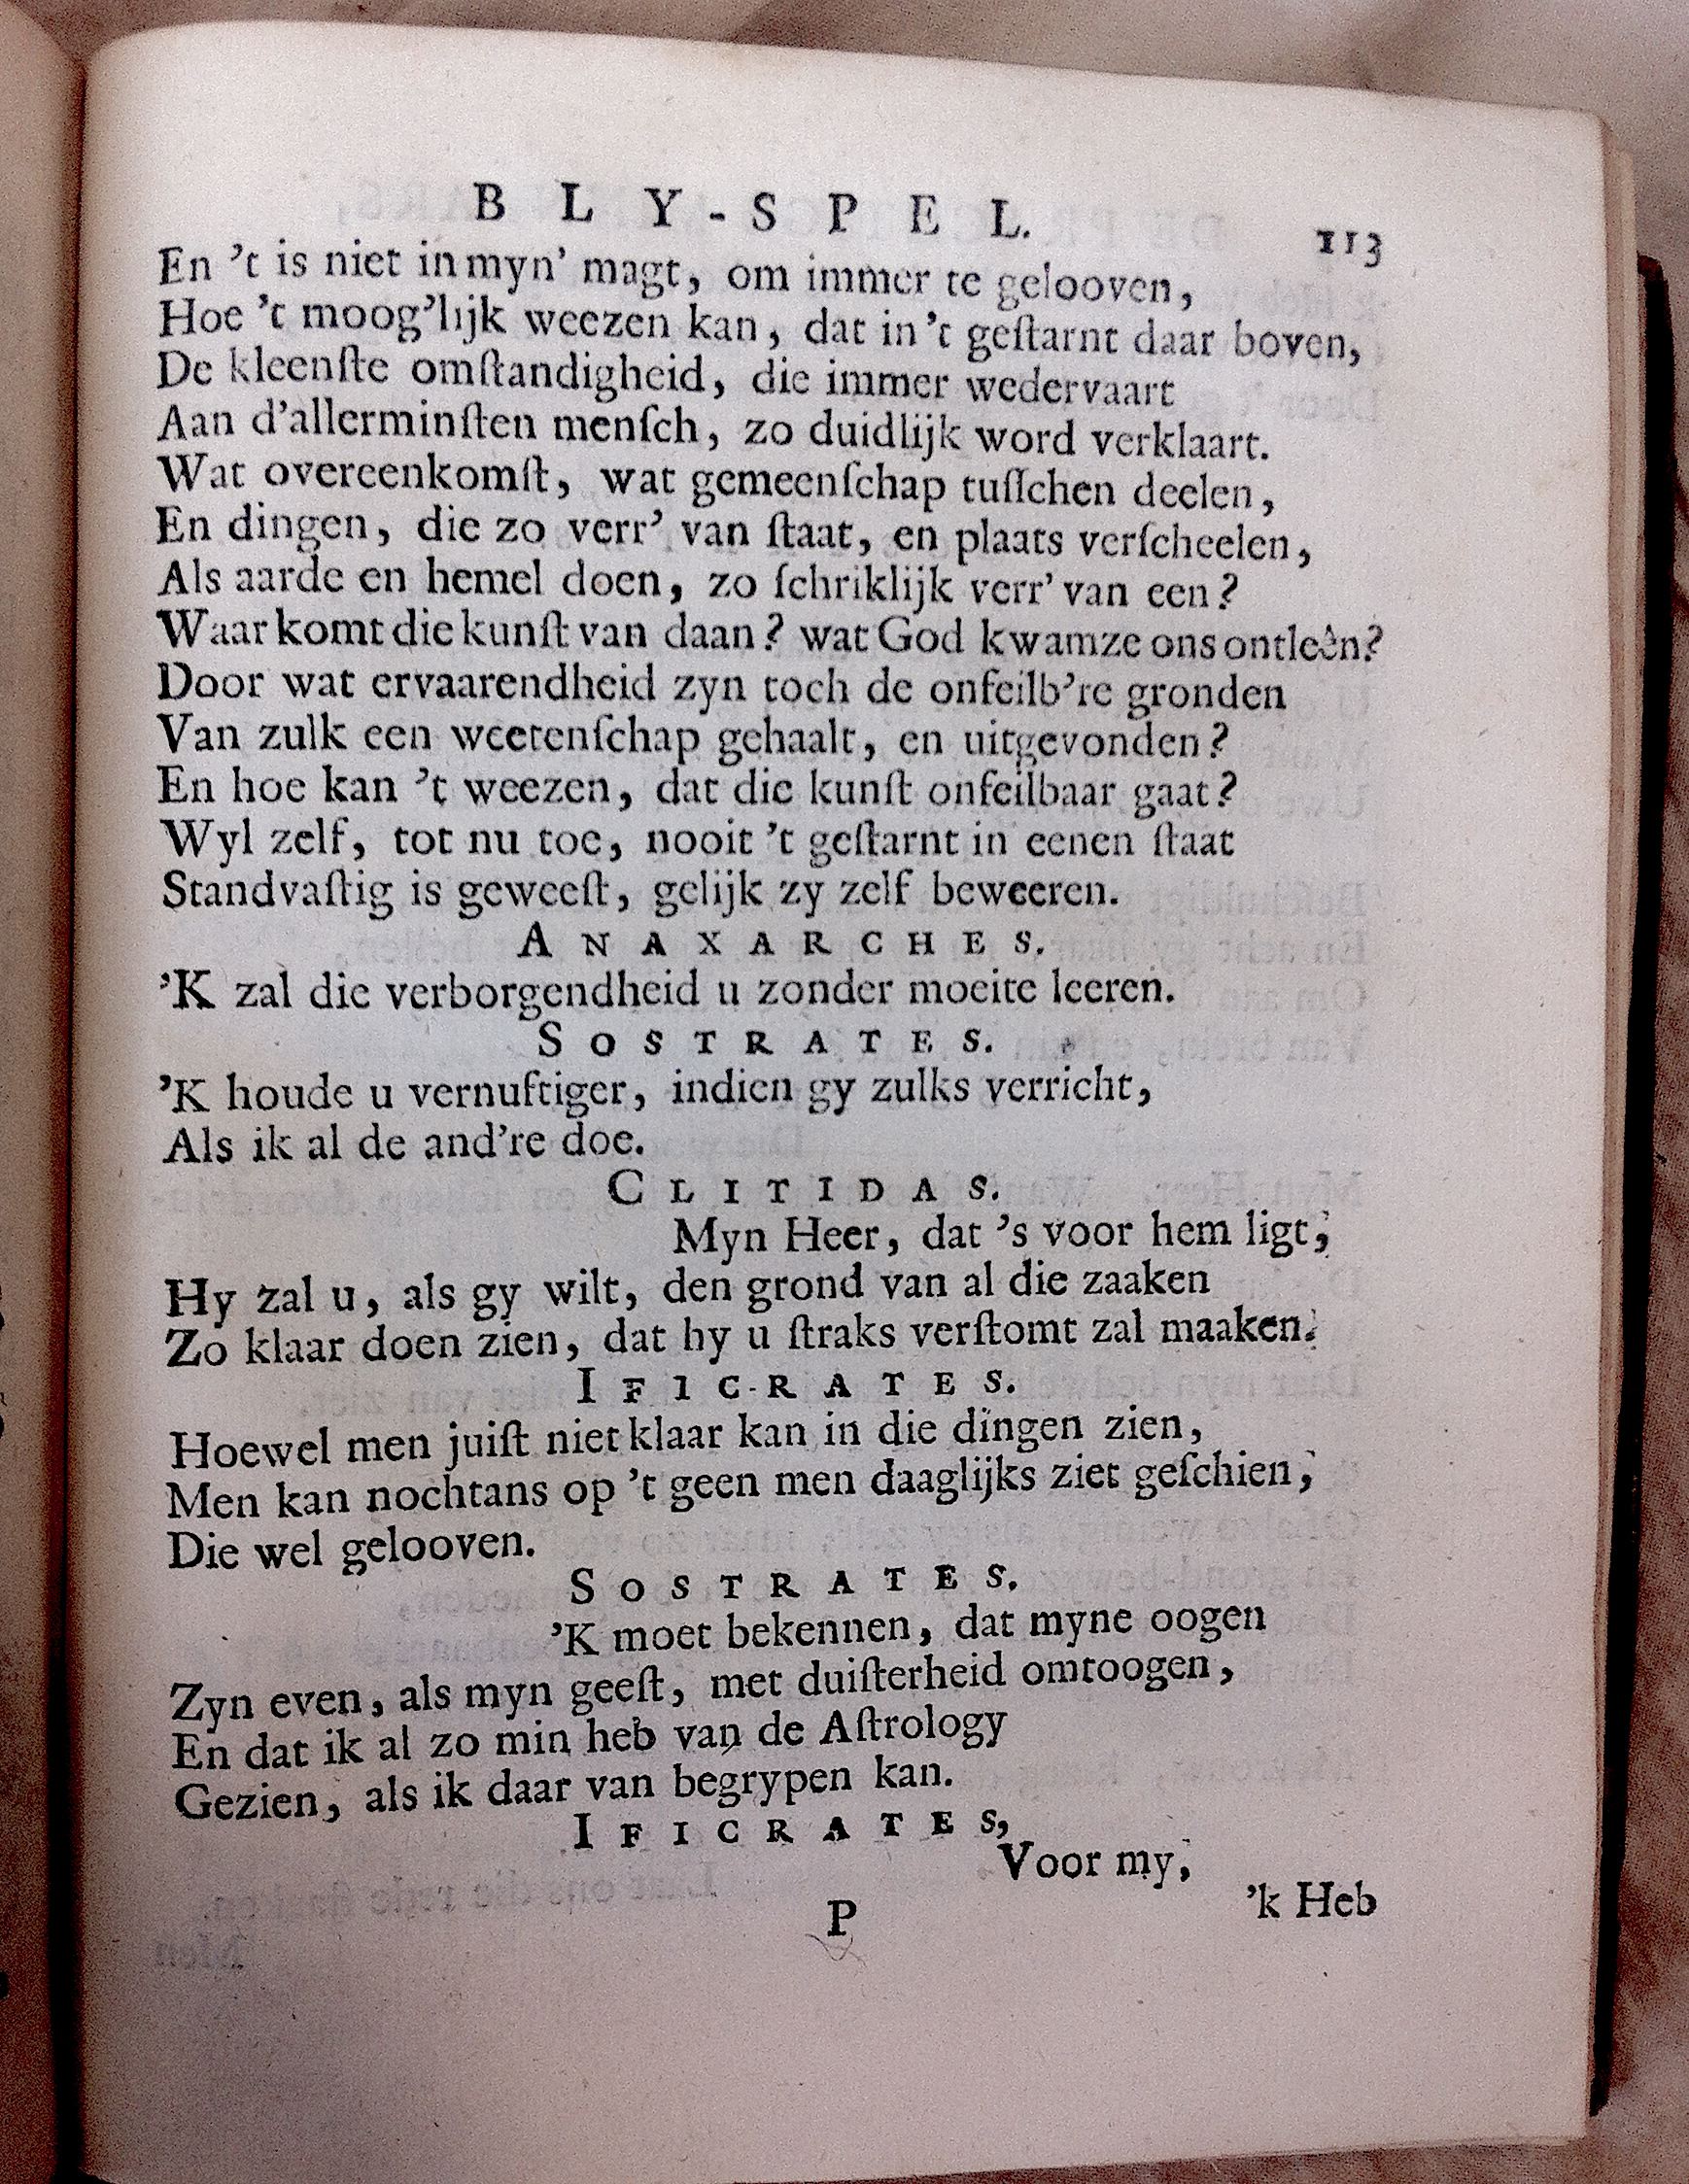 BLY-SPEL. 113
En ’t is niet in myn’ magt, om immer te gelooven,
Hoe ’t moog’lijk weezen kan, dat in ’t geſtarnt daar boven,
De kleenſte omſtandigheid, die immer wedervaart
Aan d’allerminſten menſch, zo duidlijk word verklaart.
Wat overeenkomſt, wat gemeenſchap tuſſchen deelen,
En dingen, die zo verr’ van ſtaat, en plaats verſcheelen,
Als aarde en hemel doen, zo ſchriklijk verr’ van een?
Waar komt die kunſt van daan? wat God kwamze ons ontleên?
Door wat ervaarendheid zyn toch de onfeilb’re gronden
Van zulk een weetenſchap gehaalt, en uitgevonden?
En hoe kan ’t weezen, dat die kunſt onfeilbaar gaat?
Wyl zelf, tot nu toe, nooit ’t geſtarnt in eenen ſtaat
Standvaſtig is geweeſt, gelijk zy zelf beweeren.
ANAXARCHES.
’K zal die verborgendheid u zonder moeite leeren.
SOSTRATES.
’K houde u vernuftiger, indien gy zulks verricht,
Als ik al de and’re doe.
CLITIDAS.
Myn Heer, dat ’s voor hem ligt;
Hy zal u, als gy wilt, den grond van al die zaaken
Zo klaar doen zien, dat hy u ſtraks verſtomt zal maaken.
IFIC-RATES.
Hoewel men juiſt niet klaar kan in die dingen zien,
Men kan nochtans op ’t geen men daaglijks ziet geſchien,
Die wel gelooven.
SOSTRATES.
’K moet bekennen, dat myne oogen
Zyn even, als myn geeſt, met duiſterheid omtoogen,
En dat ik al zo min heb van de Aſtrology
Gezien, als ik daar van begrypen kan.
IFICRATES,
Voor my,
P ’k Heb